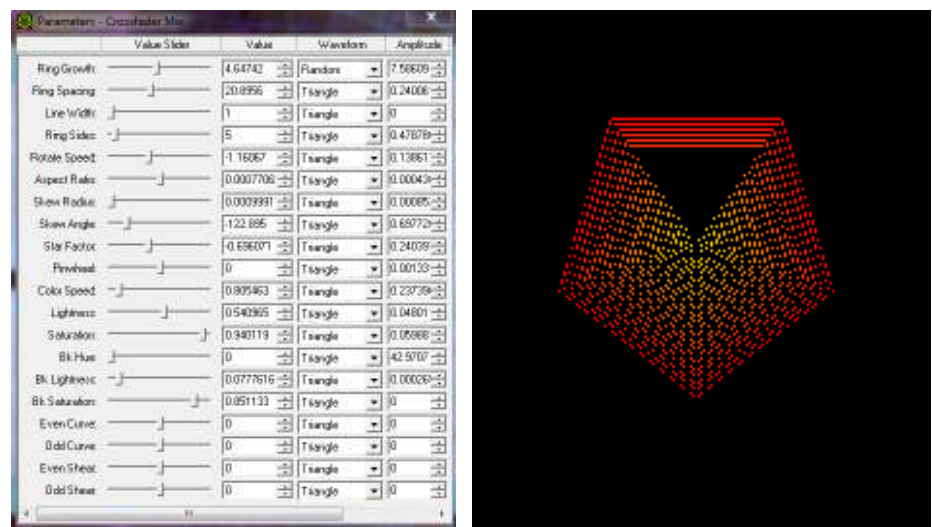 Parameters - Crossfader Mix
Value Slider Value Waveform Amplitude
Ring Growth: 4.64742 Random 7.58609
Ring Spacing: 20.8956 Triangle 0.24006
Line Width: 1 Triangle 0
Ring Sides: 5 Triangle 0.47878
Rotate Speed: -1.16067 Triangle 0.13861
Aspect Ratio: 0.0007706 Triangle 0.00043
Skew Radius: 0.0009991 Triangle 0.00085
Skew Angle: -122.895 Triangle 0.69772
Star Factor: -0.696071 Triangle 0.24039
Pinwheel: 0 Triangle 0.00133
Color Speed: 0.805463 Triangle 0.23739
Lightness: 0.540965 Triangle 0.04801
Saturation: 0.940119 Triangle 0.05988
Bk Hue: 0 Triangle 42.9707
Bk Lightness: 0.0777616 Triangle 0.00026
Bk Saturation: 0.851133 Triangle 0
Even Curve: 0 Triangle 0
Odd Curve: 0 Triangle 0
Even Shear: 0 Triangle 0
Odd Shear: 0 Triangle 0